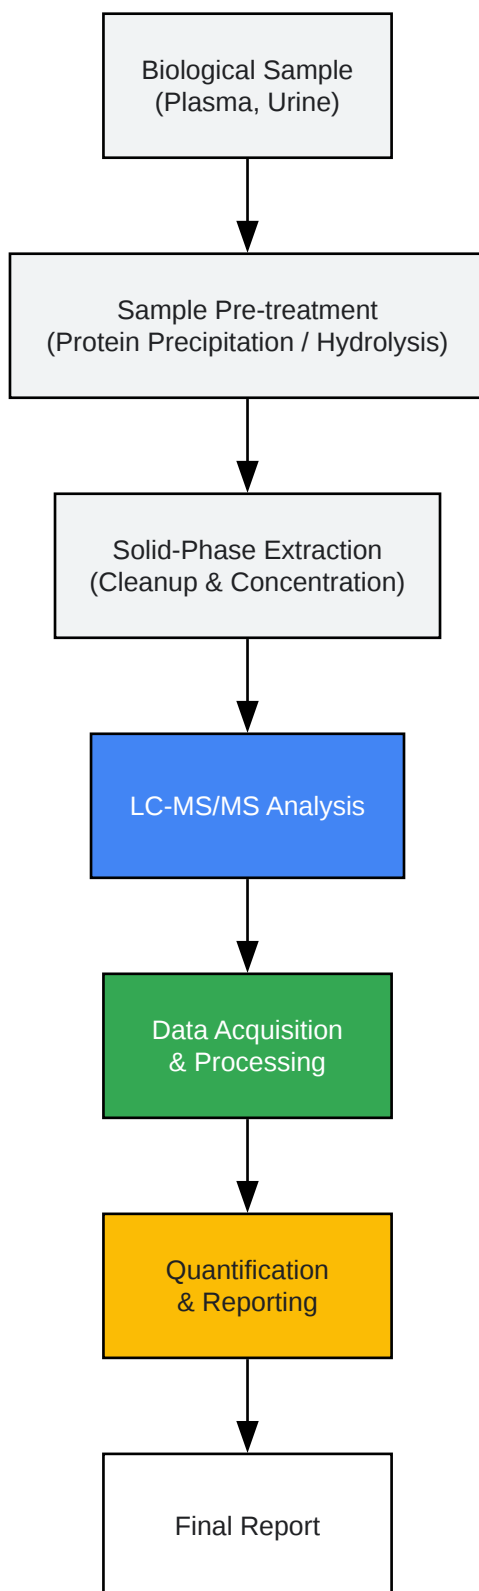 Biological Sample
(Plasma, Urine)
Sample Pre-treatment
(Protein Precipitation / Hydrolysis)
Solid-Phase Extraction
(Cleanup & Concentration)
LC-MS/MS Analysis
Data Acquisition
& Processing
Quantification
& Reporting
Final Report